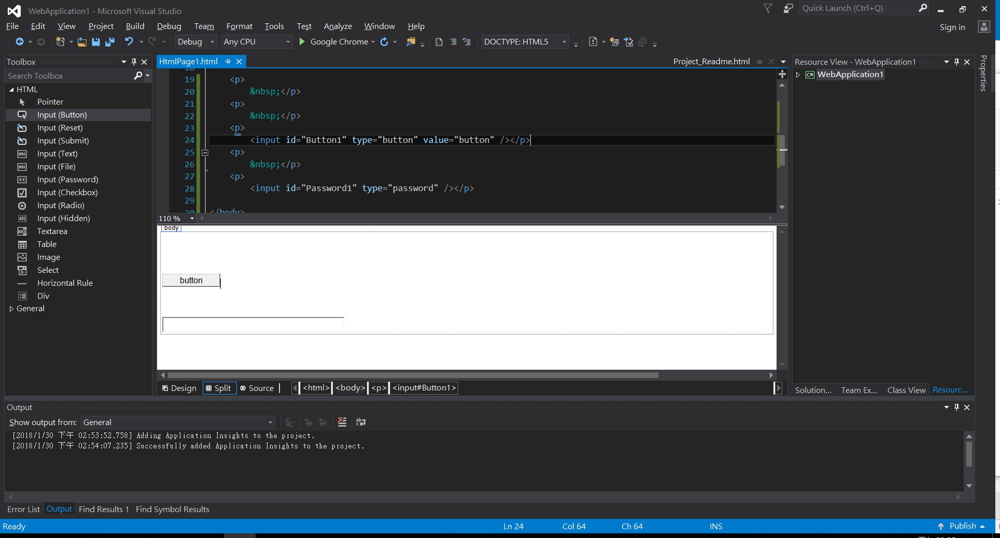 WebApplication1 - Microsoft Visual Studio
Quick Launch (Ctrl+Q)
File Edit View Project Build Debug Team Format Tools Test Analyze Window Help
Sign in
Debug Any CPU Google Chrome DOCTYPE: HTML5
Toolbox
Search Toolbox
HTML
Pointer
Input (Button)
Input (Reset)
Input (Submit)
Input (Text)
Input (File)
Input (Password)
Input (Checkbox)
Input (Radio)
Input (Hidden)
Textarea
Table
Image
Select
Horizontal Rule
Div
General
HtmlPage1.html
Project_Readme.html
18
19 <p>
20 &nbsp;</p>
21 <p>
22 &nbsp;</p>
23 <p>
24 <input id="Button1" type="button" value="button" /></p>
25 <p>
26 &nbsp;</p>
27 <p>
28 <input id="Password1" type="password" /></p>
29
30 </body>
110 %
body
button
Design Split Source <html> <body> <p> <input#Button1>
Resource View - WebApplication1
WebApplication1
Properties
Solution... Team Ex... Class View Resourc...
Output
Show output from: General
[2018/1/30 下午 02:53:52.758] Adding Application Insights to the project.
[2018/1/30 下午 02:54:07.235] Successfully added Application Insights to the project.
Error List Output Find Results 1 Find Symbol Results
Ready Ln 24 Col 64 Ch 64 INS Publish